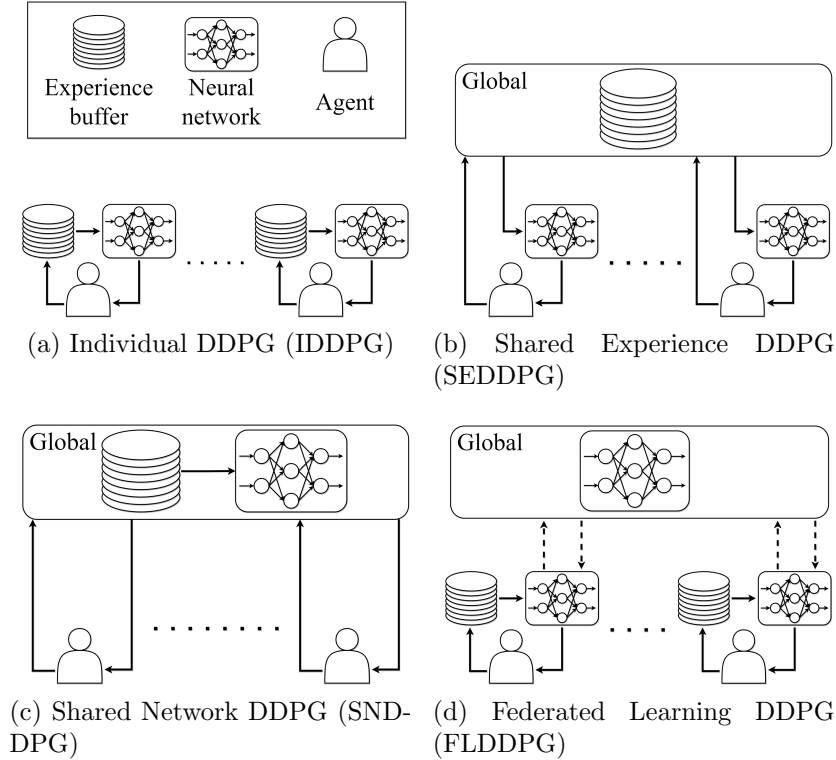 Experience
buffer
Neural
network
Agent
Global
(a) Individual DDPG (IDDPG)
(b) Shared Experience DDPG
(SEDDPG)
Global
Global
(c) Shared Network DDPG (SND-
DPG)
(d) Federated Learning DDPG
(FLDDPG)